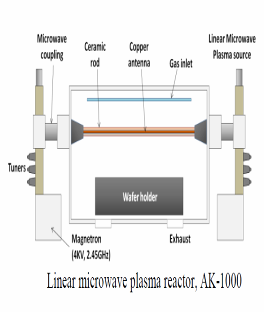 Microwave
coupling
Ceramic
rod
Copper
antenna
Gas inlet
Linear Microwave
Plasma source
Tuners
Wafer holder
Magnetron
(4KV, 2.45GHz)
Exhaust
Linear microwave plasma reactor, AK-1000